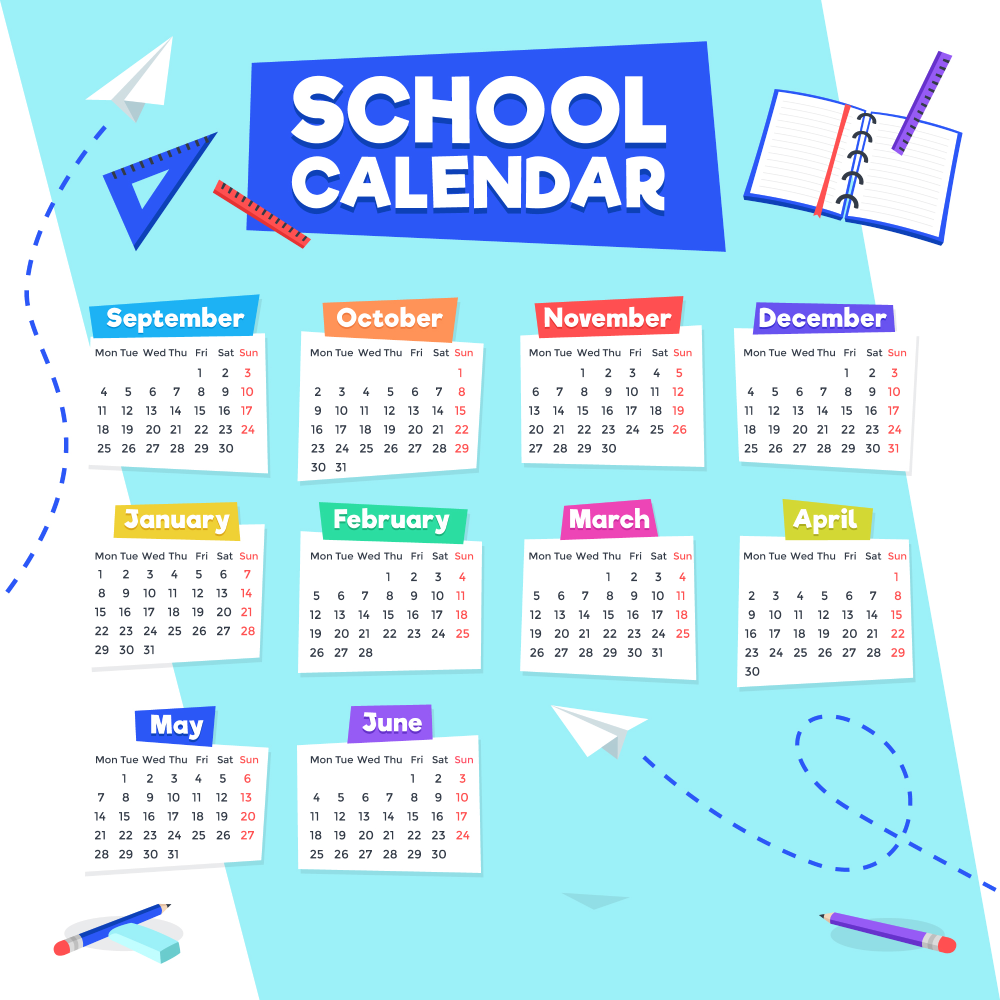 SCHOOL
CALENDAR
September
Mon Tue Wed Thu Fri Sat Sun
1 2 3
4 5 6 7 8 9 10
11 12 13 14 15 16 17
18 19 20 21 22 23 24
25 26 27 28 29 30
October
Mon Tue Wed Thu Fri Sat Sun
1
2 3 4 5 6 7 8
9 10 11 12 13 14 15
16 17 18 19 20 21 22
23 24 25 26 27 28 29
30 31
November
Mon Tue Wed Thu Fri Sat Sun
1 2 3 4 5
6 7 8 9 10 11 12
13 14 15 16 17 18 19
20 21 22 23 24 25 26
27 28 29 30
December
Mon Tue Wed Thu Fri Sat Sun
1 2 3
4 5 6 7 8 9 10
11 12 13 14 15 16 17
18 19 20 21 22 23 24
25 26 27 28 29 30 31
January
Mon Tue Wed Thu Fri Sat Sun
1 2 3 4 5 6 7
8 9 10 11 12 13 14
15 16 17 18 19 20 21
22 23 24 25 26 27 28
29 30 31
February
Mon Tue Wed Thu Fri Sat Sun
1 2 3 4
5 6 7 8 9 10 11
12 13 14 15 16 17 18
19 20 21 22 23 24 25
26 27 28
March
Mon Tue Wed Thu Fri Sat Sun
1 2 3 4
5 6 7 8 9 10 11
12 13 14 15 16 17 18
19 20 21 22 23 24 25
26 27 28 29 30 31
April
Mon Tue Wed Thu Fri Sat Sun
1
2 3 4 5 6 7 8
9 10 11 12 13 14 15
16 17 18 19 20 21 22
23 24 25 26 27 28 29
30
May
Mon Tue Wed Thu Fri Sat Sun
1 2 3 4 5 6
7 8 9 10 11 12 13
14 15 16 17 18 19 20
21 22 23 24 25 26 27
28 29 30 31
June
Mon Tue Wed Thu Fri Sat Sun
1 2 3
4 5 6 7 8 9 10
11 12 13 14 15 16 17
18 19 20 21 22 23 24
25 26 27 28 29 30